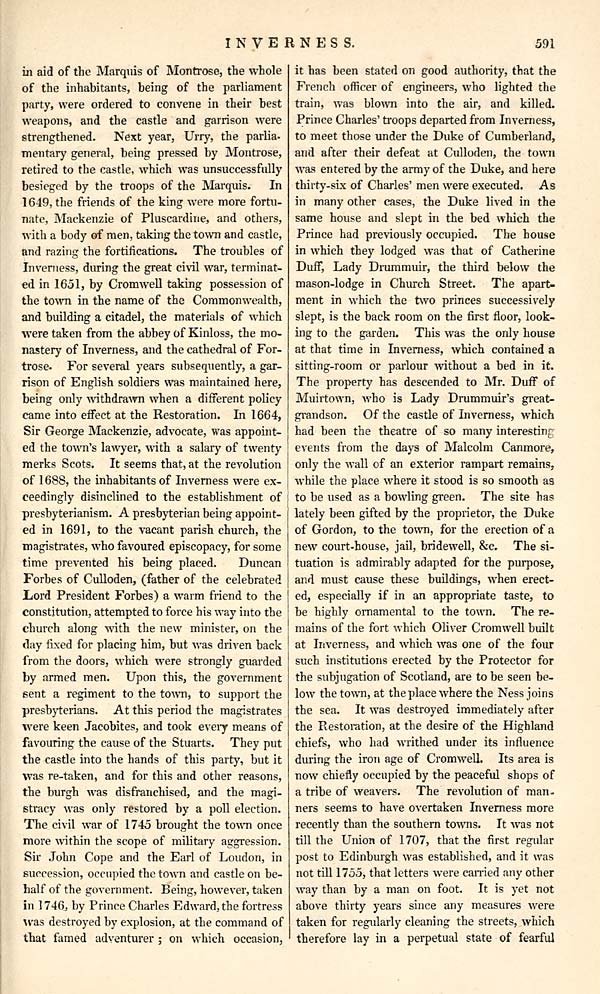 INVERNESS.
591
in aid of the Marquis of Montrose, the whole
of the inhabitants, being of the parliament
party, were ordered to convene in their best
weapons, and the castle and garrison were
strengthened. Next year, Urry, the parlia-
mentary general, being pressed by Montrose,
retired to the castle, which was unsuccessfully
besieged by the troops of the Marquis. In
1649, the friends of the king were more fortu-
nate, Mackenzie of Pluscardine, and others,
with a body of men, taking the town and castle,
and razing the fortifications. The troubles of
Inverness, during the great civil war, terminat-
ed in 1651, by Cromwell taking possession of
the town in the name of the Commonwealth,
and building a citadel, the materials of which
were taken from the abbey of Kinloss, the mo-
nastery of Inverness, and the cathedral of For-
trose. For several years subsequently, a gar-
rison of English soldiers was maintained here,
being only withdrawn when a different policy
came into effect at the Restoration. In 1664,
Sir George Mackenzie, advocate, was appoint-
ed the town's lawyer, with a salary of twenty
merks Scots. It seems that, at the revolution
of 1688, the inhabitants of Inverness were ex-
ceedingly disinclined to the establishment of
presbyterianism. A presbyterian being appoint-
ed in 1691, to the vacant parish church, the
magistrates, who favoured episcopacy, for some
time prevented his being placed. Duncan
Forbes of Culloden, (father of the celebrated
Lord President Forbes) a warm friend to the
constitution, attempted to force his way into the
church along with the new minister, on the
day fixed for placing him, but was driven back
from the doors, which were strongly guarded
by armed men. Upon this, the government
sent a regiment to the town, to support the
presbyterians. At this period the magistrates
were keen Jacobites, and took every means of
favouring the cause of the Stuarts. They put
the castle into the hands of this party, but it
was re-taken, and for this and other reasons,
the burgh was disfranchised, and the magi-
stracy was only restored by a poll election.
The civil war of 1745 brought the town once
more within the scope of military aggression.
Sir John Cope and the Earl of Loudon, in
succession, occupied the town and castle on be-
half of the government. Being, however, taken
in 1746, by Prince Charles Edward, the fortress
was destroyed by explosion, at the command of
that famed adventurer ; on which occasion,
it has been stated on good authority, that the
French officer of engineers, who lighted the
train, was blown into the air, and killed.
Prince Charles' troops departed from Inverness,
to meet those under the Duke of Cumberland,
and after their defeat at Culloden, the town
was entered by the army of the Duke, and here
thirty-six of Charles' men were executed. As
in many other cases, the Duke lived in the
same house and slept in the bed which the
Prince had previously occupied. The house
in which they lodged was that of Catherine
Duff, Lady Drummuir, the third below the
mason-lodge in Church Street. The apart-
ment in which the two princes successively
slept, is the back room on the first floor, look-
ing to the garden. This was the only house
at that time in Inverness, which contained a
sitting-room or parlour without a bed in it.
The property has descended to Mr. Duff of
Muirtown, who is Lady Drummuir's great-
grandson. Of the castle of Inverness, which
had been the theatre of so many interesting
events from the days of Malcolm Canmore,
only the wall of an exterior rampart remains,
while the place where it stood is so smooth as
to be used as a bowling green. The site has
lately been gifted by the proprietor, the Duke
of Gordon, to the town, for the erection of a
new court-house, jail, bridewell, &c. The si-
tuation is admirably adapted for the purpose,
and must cause these buildings, when erect-
ed, especially if in an appropriate taste, to
be highly ornamental to the town. The re-
mains of the fort which Oliver Cromwell built
at Inverness, and which was one of the four
such institutions erected by the Protector for
the subjugation of Scotland, are to be seen be-
low the town, at the place where the Ness joins
the sea. It was destroyed immediately after
the Restoration, at the desire of the Highland
chiefs, who had writhed under its influence
during the iron age of Cromwell. Its area is
now chiefly occupied by the peaceful shops of
a tribe of weavers. The revolution of man-
ners seems to have overtaken Inverness more
recently than the southern towns. It was not
till the Union of 1707, that the first regular
post to Edinburgh was established, and it was
not till 1755, that letters were carried any other
way than by a man on foot. It is yet not
above thirty years since any measures were
taken for regularly cleaning the streets, which
therefore lay in a perpetual state of fearful